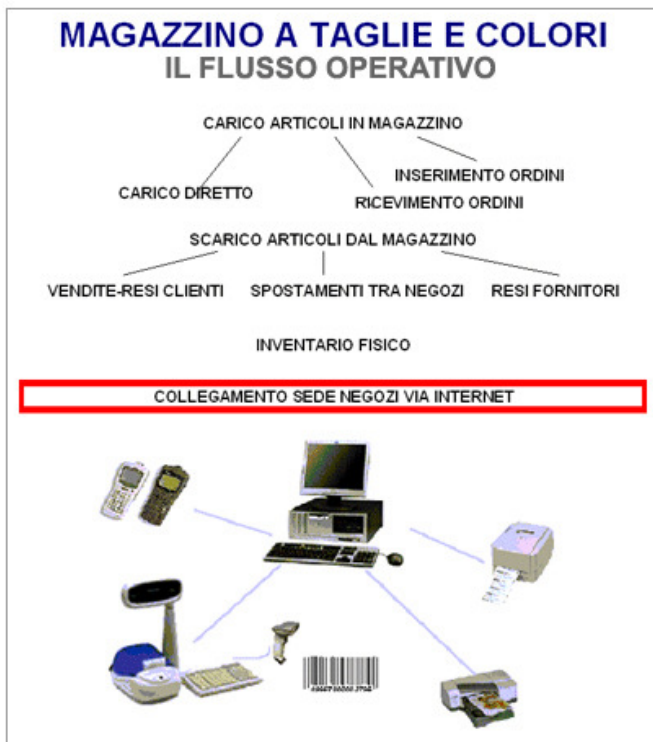 MAGAZZINO A TAGLIE E COLORI
IL FLUSSO OPERATIVO
CARICO ARTICOLI IN MAGAZZINO
INSERIMENTO ORDINI
CARICO DIRETTO
RICEVIMENTO ORDINI
SCARICO ARTICOLI DAL MAGAZZINO
VENDITE-RESI CLIENTI SPOSTAMENTI TRA NEGOZI RESI FORNITORI
INVENTARIO FISICO
COLLEGAMENTO SEDE NEGOZI VIA INTERNET